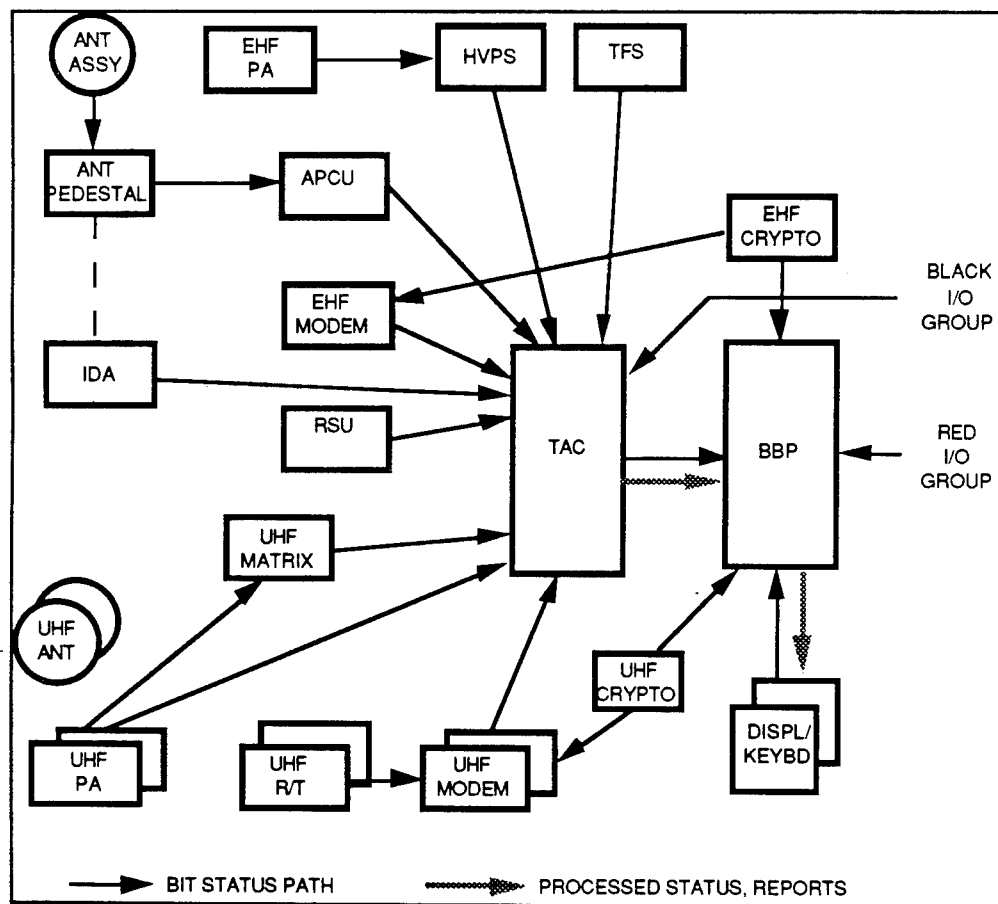 ANT
ASSY
EHF
PA
HVPS
TFS
ANT
PEDESTAL
APCU
EHF
CRYPTO
BLACK
I/O
GROUP
EHF
MODEM
IDA
RSU
TAC
BBP
RED
I/O
GROUP
UHF
MATRIX
UHF
ANT
UHF
CRYPTO
UHF
PA
UHF
R/T
UHF
MODEM
DISPL/
KEYBD
BIT STATUS PATH
PROCESSED STATUS, REPORTS